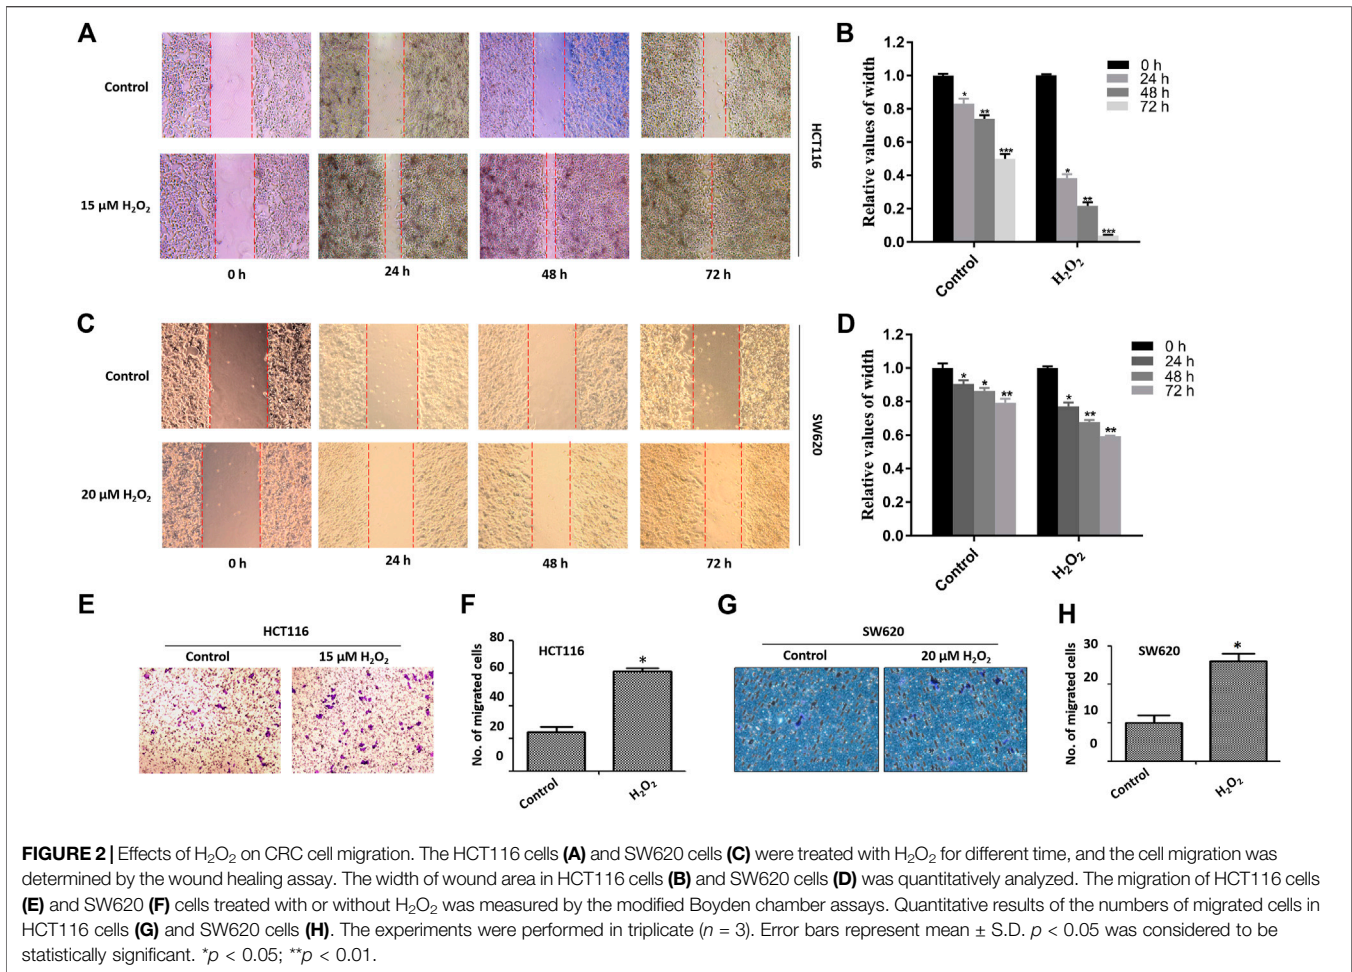 A
Control
15 µM H₂O₂
0 h
24 h
48 h
72 h
HCT116
B
Relative values of width
1.2
1.0
0.8
0.6
0.4
0.2
0.0
* ** ***
* ** ***
Control
H₂O₂
0 h
24 h
48 h
72 h
C
Control
20 µM H₂O₂
0 h
24 h
48 h
72 h
SW620
D
Relative values of width
1.2
1.0
0.8
0.6
0.4
0.2
0.0
* * **
* ** **
Control
H₂O₂
0 h
24 h
48 h
72 h
E
HCT116
Control 15 µM H₂O₂
F
No. of migrated cells
80
60
40
20
0
HCT116
*
Control
H₂O₂
G
SW620
Control 20 µM H₂O₂
H
No. of migrated cells
30
20
10
0
SW620
*
Control
H₂O₂
FIGURE 2 | Effects of H₂O₂ on CRC cell migration. The HCT116 cells (A) and SW620 cells (C) were treated with H₂O₂ for different time, and the cell migration was
determined by the wound healing assay. The width of wound area in HCT116 cells (B) and SW620 cells (D) was quantitatively analyzed. The migration of HCT116 cells
(E) and SW620 (F) cells treated with or without H₂O₂ was measured by the modified Boyden chamber assays. Quantitative results of the numbers of migrated cells in
HCT116 cells (G) and SW620 cells (H). The experiments were performed in triplicate (n = 3). Error bars represent mean ± S.D. p < 0.05 was considered to be
statistically significant. *p < 0.05; **p < 0.01.